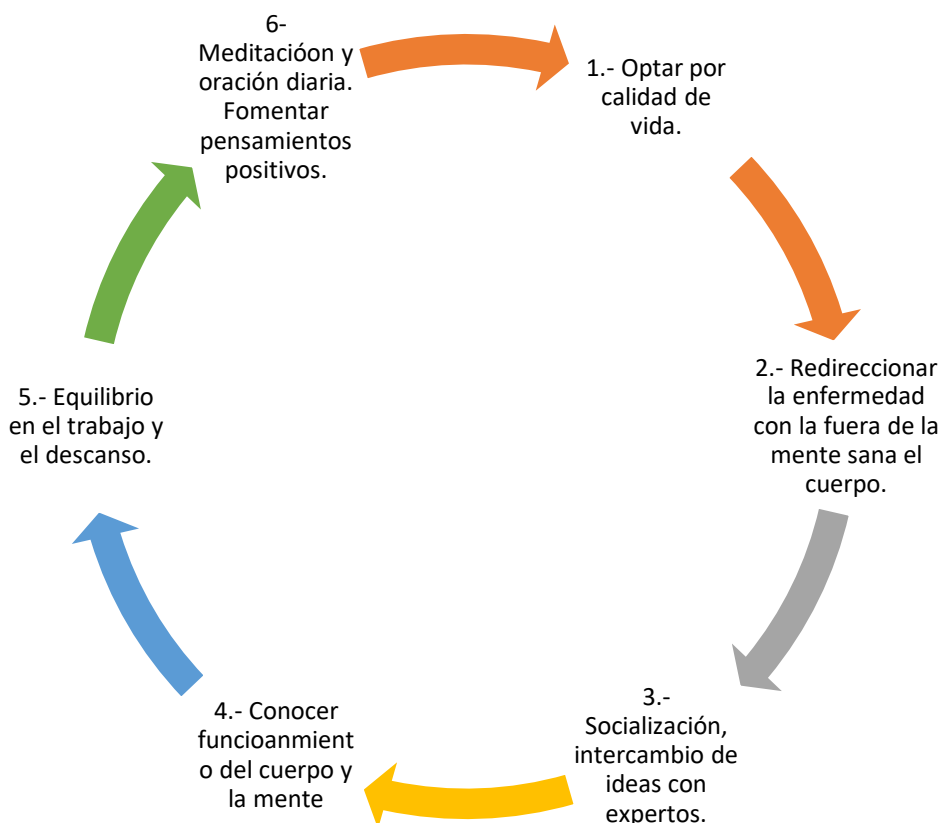 1.- Optar por
calidad de
vida.
2.- Redireccionar
la enfermedad
con la fuera de la
mente sana el
cuerpo.
3.-
Socialización,
intercambio de
ideas con
expertos.
4.- Conocer
funcioanmient
o del cuerpo y
la mente
5.- Equilibrio
en el trabajo y
el descanso.
6-
Meditacióon y
oración diaria.
Fomentar
pensamientos
positivos.